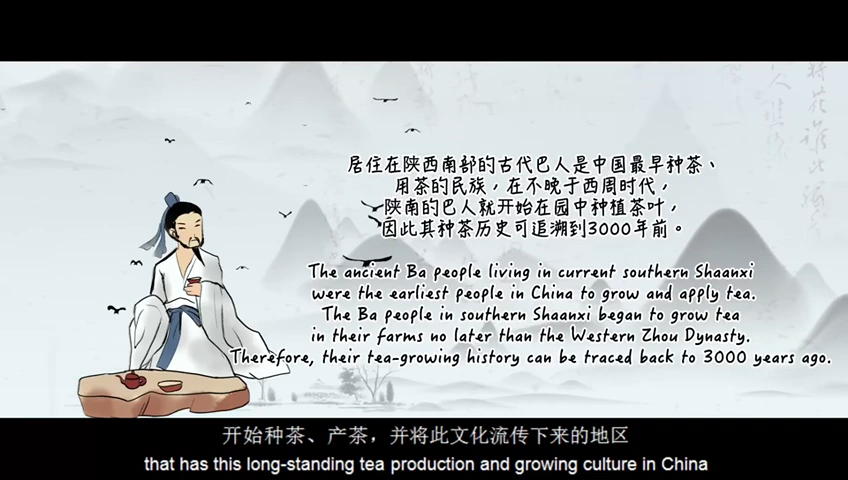 居住在陕西南部的古代巴人是中国最早种茶、
用茶的民族，在不晚于西周时代，
陕南的巴人就开始在园中种植茶叶，
因此其种茶历史可追溯到3000年前。
The ancient Ba people living in current southern Shaanxi
were the earliest people in China to grow and apply tea.
The Ba people in southern Shaanxi began to grow tea
in their farms no later than the Western Zhou Dynasty.
Therefore, their tea-growing history can be traced back to 3000 years ago.
开始种茶、产茶，并将此文化流传下来的地区
that has this long-standing tea production and growing culture in China